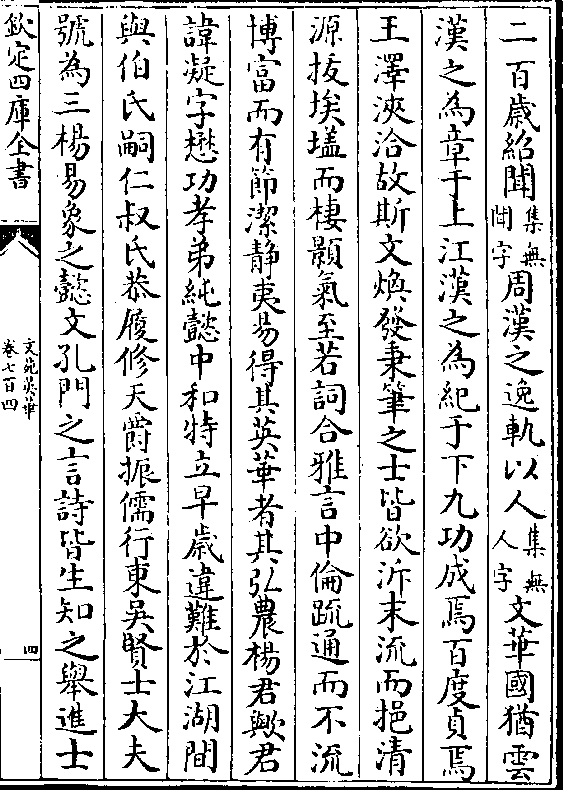 二百歲紹聞集無聞字周漢之逸軌以人集無人字文華國猶雲
漢之為章于上江漢之為紀于下九功成焉百度貞焉
王澤浹洽故斯文煥發秉筆之士皆欲泝末流而挹清
源拔埃壒而棲顥氣至若詞合雅言中倫踈通而不流
博富而有節潔靜夷易得其英華者其弘農楊君歟君
諱凝字懋功孝弟純懿中和特立早歲違難於江湖間
與伯氏嗣仁叔氏恭履修天爵振儒行東吳賢士大夫
號為三楊易象之懿文孔門之言詩皆生知之舉進士
欽定四庫全書
文苑英華
卷七百四
四